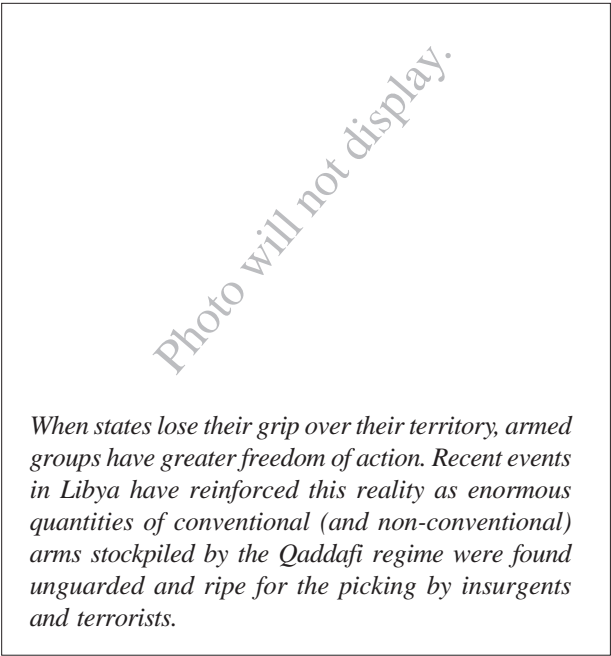 Photo will not display.
When states lose their grip over their territory, armed
groups have greater freedom of action. Recent events
in Libya have reinforced this reality as enormous
quantities of conventional (and non-conventional)
arms stockpiled by the Qaddafi regime were found
unguarded and ripe for the picking by insurgents
and terrorists.